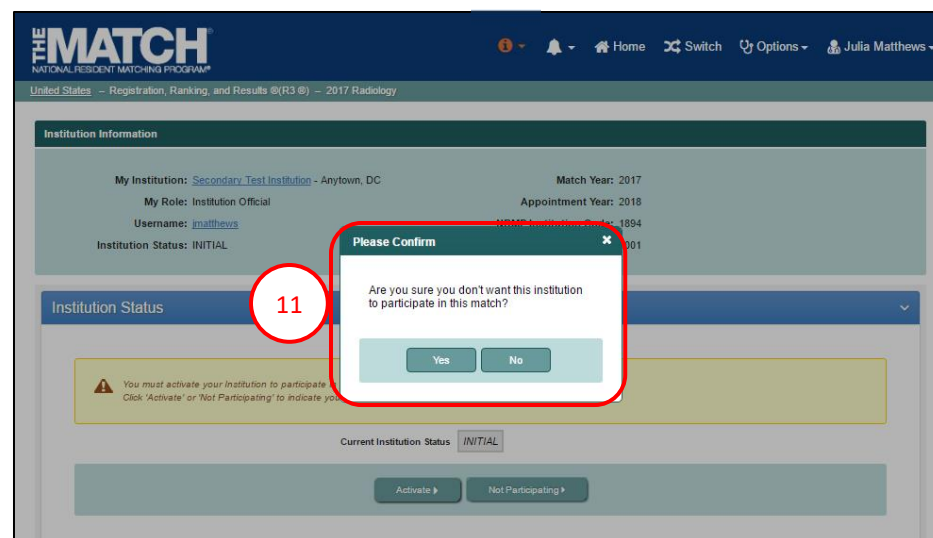 THE MATCH®
NATIONAL RESIDENT MATCHING PROGRAM®
Home Switch Options Julia Matthews
United States – Registration, Ranking, and Results ®(R3 ®) – 2017 Radiology
Institution Information
My Institution: Secondary Test Institution - Anytown, DC
Match Year: 2017
My Role: Institution Official
Appointment Year: 2018
Username: jmatthews
1894
Institution Status: INITIAL
001
Please Confirm ×
Are you sure you don't want this institution
to participate in this match?
Yes No
11
Institution Status
You must activate your Institution to participate
Click 'Activate' or 'Not Participating' to indicate
Current Institution Status INITIAL
Activate Not Participating